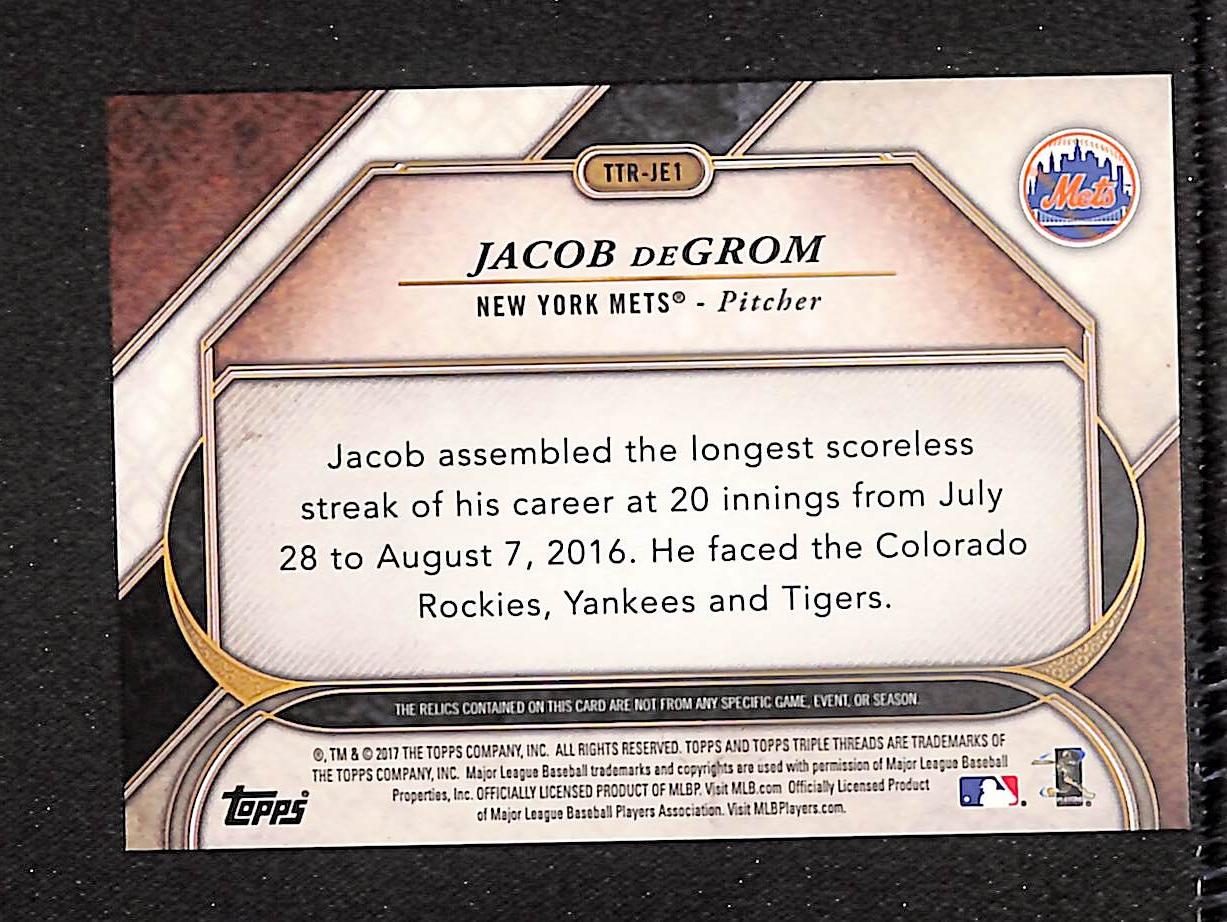 TTR-JE1
Mets
JACOB DEGROM
NEW YORK METS® - Pitcher
Jacob assembled the longest scoreless
streak of his career at 20 innings from July
28 to August 7, 2016. He faced the Colorado
Rockies, Yankees and Tigers.
THE RELICS CONTAINED ON THIS CARD ARE NOT FROM ANY SPECIFIC GAME, EVENT, OR SEASON.
®, TM & © 2017 THE TOPPS COMPANY, INC. ALL RIGHTS RESERVED. TOPPS AND TOPPS TRIPLE THREADS ARE TRADEMARKS OF
THE TOPPS COMPANY, INC. Major League Baseball trademarks and copyrights are used with permission of Major League Baseball
Properties, Inc. OFFICIALLY LICENSED PRODUCT OF MLBP. Visit MLB.com Officially Licensed Product
of Major League Baseball Players Association. Visit MLBPlayers.com.
topps